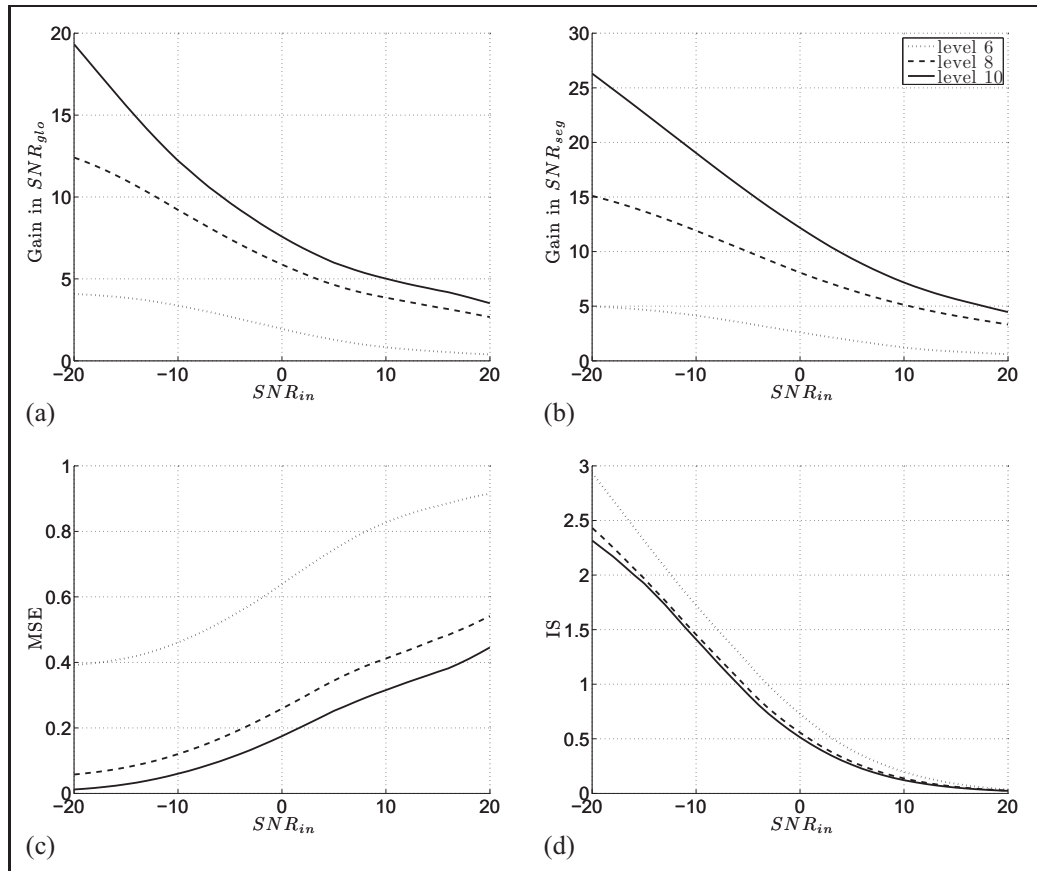 20
15
10
5
0
Gain in SNR_glo
−20 −10 0 10 20
SNR_in
(a)
30
25
20
15
10
5
0
Gain in SNR_seg
level 6
level 8
level 10
−20 −10 0 10 20
SNR_in
(b)
1
0.8
0.6
0.4
0.2
0
MSE
−20 −10 0 10 20
SNR_in
(c)
3
2.5
2
1.5
1
0.5
0
IS
−20 −10 0 10 20
SNR_in
(d)